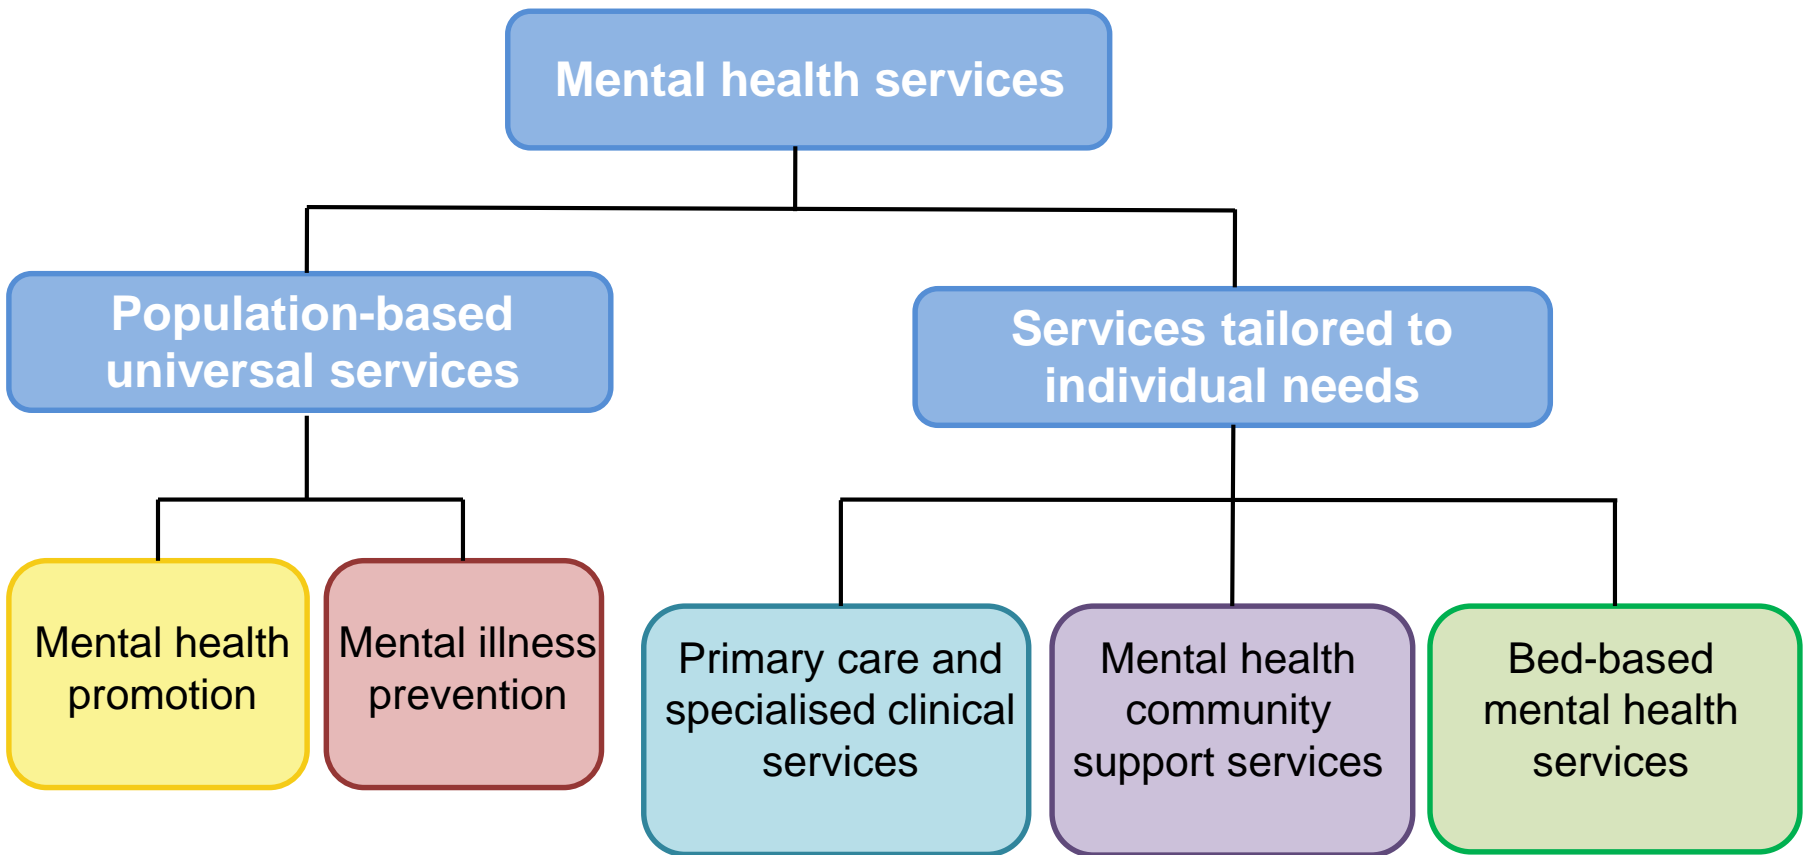 Mental health services
Population-based
universal services
Services tailored to
individual needs
Mental health
promotion
Mental illness
prevention
Primary care and
specialised clinical
services
Mental health
community
support services
Bed-based
mental health
services